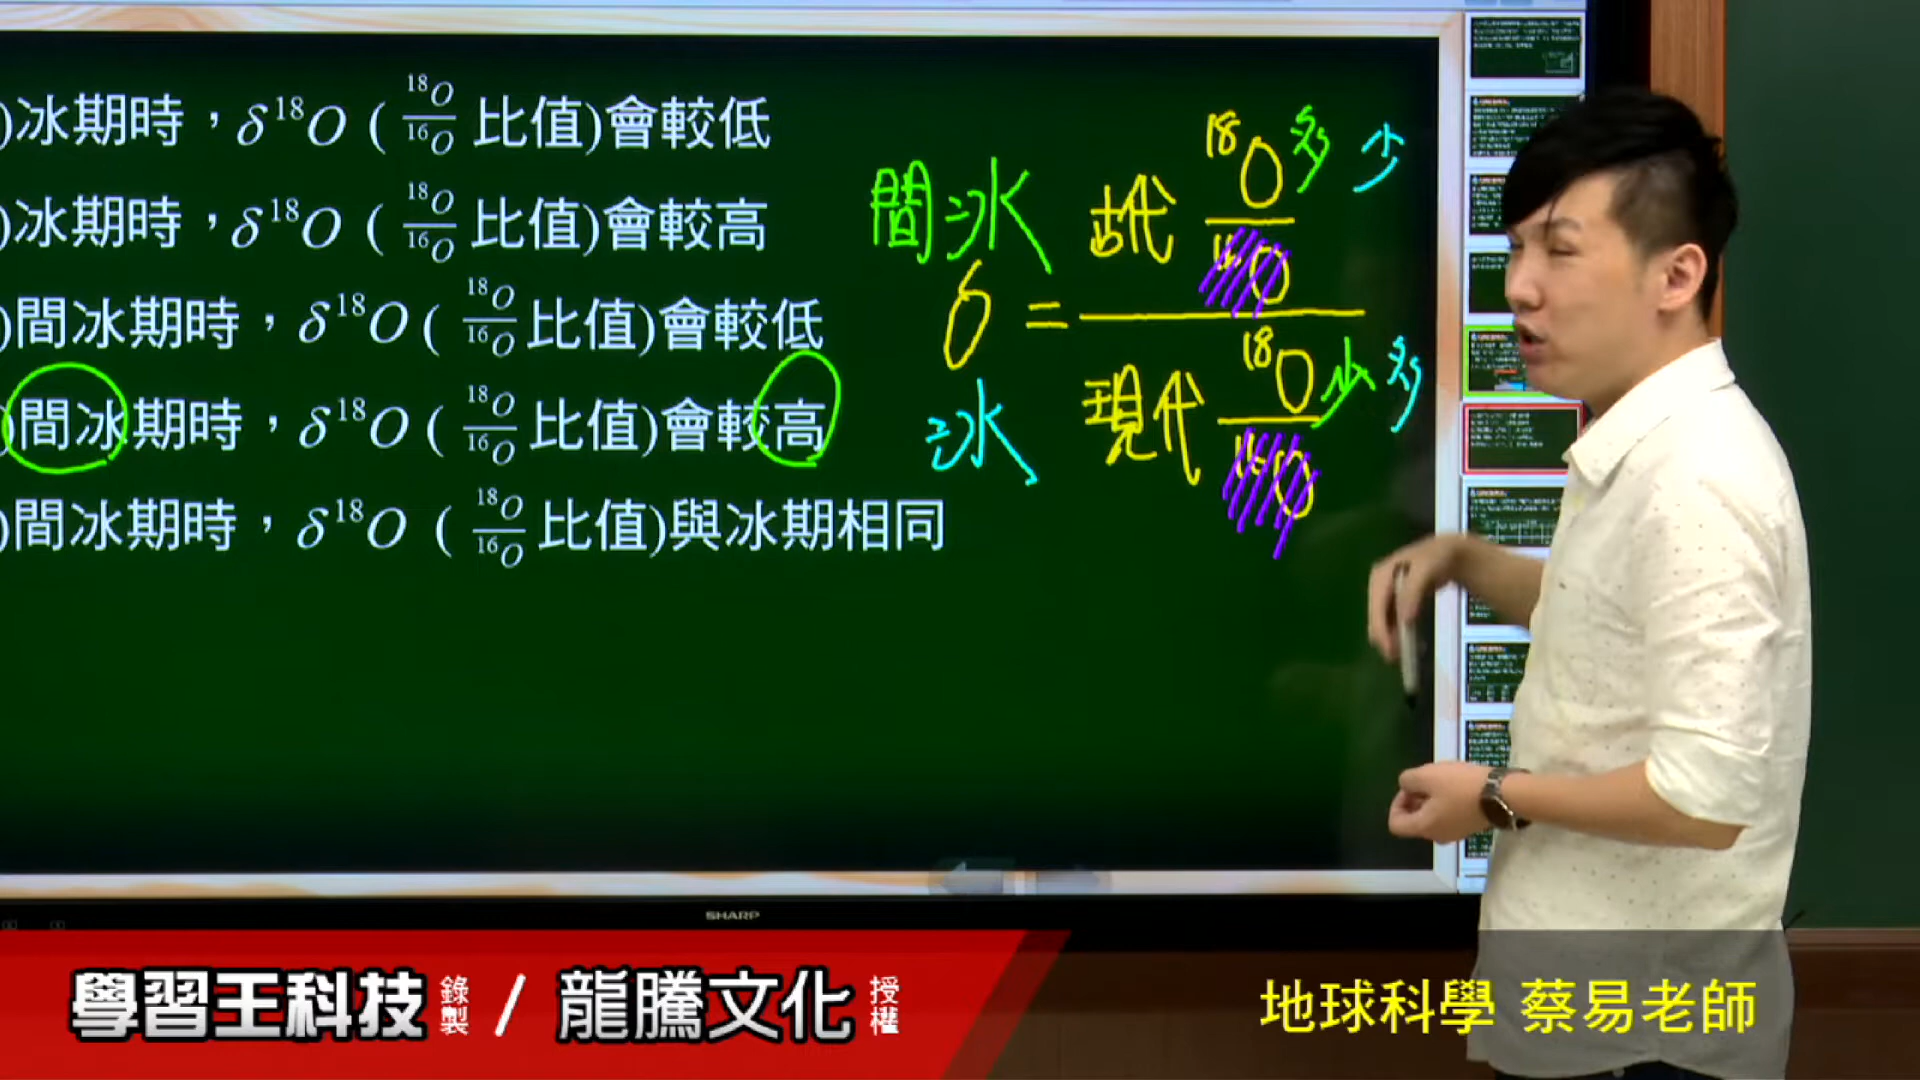 )冰期時，δ¹⁸O (¹⁸O/¹⁶O 比值)會較低
)冰期時，δ¹⁸O (¹⁸O/¹⁶O 比值)會較高
)間冰期時，δ¹⁸O (¹⁸O/¹⁶O 比值)會較低
)間冰期時，δ¹⁸O (¹⁸O/¹⁶O 比值)會較高
)間冰期時，δ¹⁸O (¹⁸O/¹⁶O 比值)與冰期相同
間冰
古代 ¹⁸O 多 少
¹⁶O
δ =
現代 ¹⁸O 少 多
¹⁶O
冰
SHARP
學習王科技 錄製 / 龍騰文化 授權
地球科學 蔡易老師